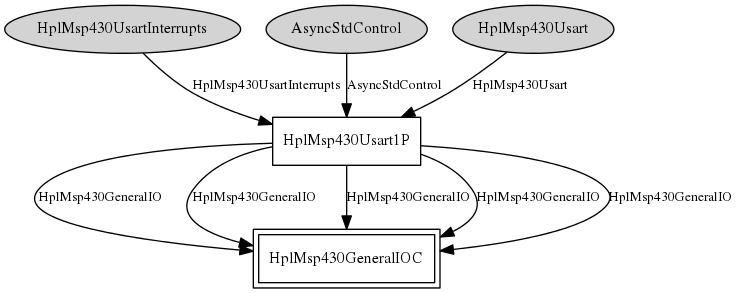 HplMsp430UsartInterrupts
AsyncStdControl
HplMsp430Usart
HplMsp430UsartInterrupts
AsyncStdControl
HplMsp430Usart
HplMsp430Usart1P
HplMsp430GeneralIO
HplMsp430GeneralIO
HplMsp430GeneralIO
HplMsp430GeneralIO
HplMsp430GeneralIO
HplMsp430GeneralIOC